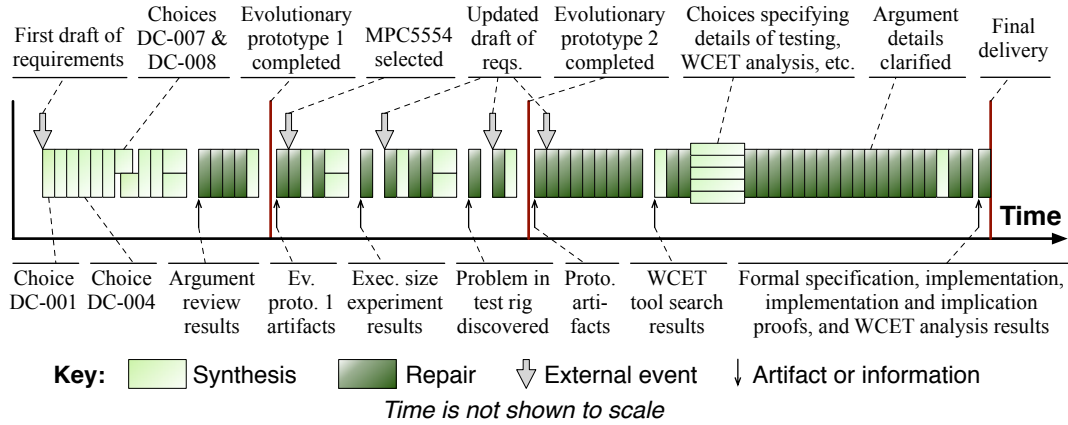 First draft of
requirements
Choices
DC-007 &
DC-008
Evolutionary
prototype 1
completed
MPC5554
selected
Updated
draft of
reqs.
Evolutionary
prototype 2
completed
Choices specifying
details of testing,
WCET analysis, etc.
Argument
details
clarified
Final
delivery
Time
Choice
DC-001
Choice
DC-004
Argument
review
results
Ev.
proto. 1
artifacts
Exec. size
experiment
results
Problem in
test rig
discovered
Proto.
arti-
facts
WCET
tool search
results
Formal specification, implementation,
implementation and implication
proofs, and WCET analysis results
Key: Synthesis Repair External event Artifact or information
Time is not shown to scale